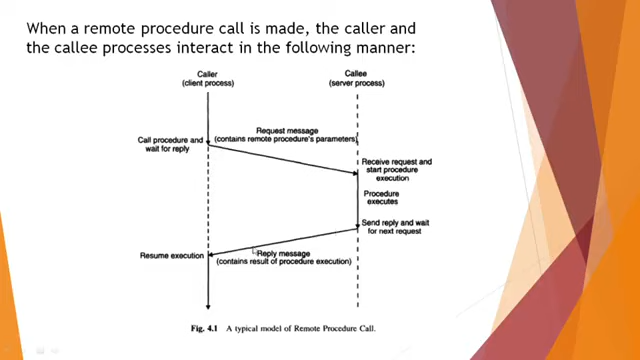 When a remote procedure call is made, the caller and
the callee processes interact in the following manner:
Caller
(client process)
Callee
(server process)
Request message
(contains remote procedure's parameters)
Call procedure and
wait for reply
Receive request and
start procedure
execution
Procedure
executes
Send reply and wait
for next request
Resume execution
Reply message
(contains result of procedure execution)
Fig. 4.1 A typical model of Remote Procedure Call.